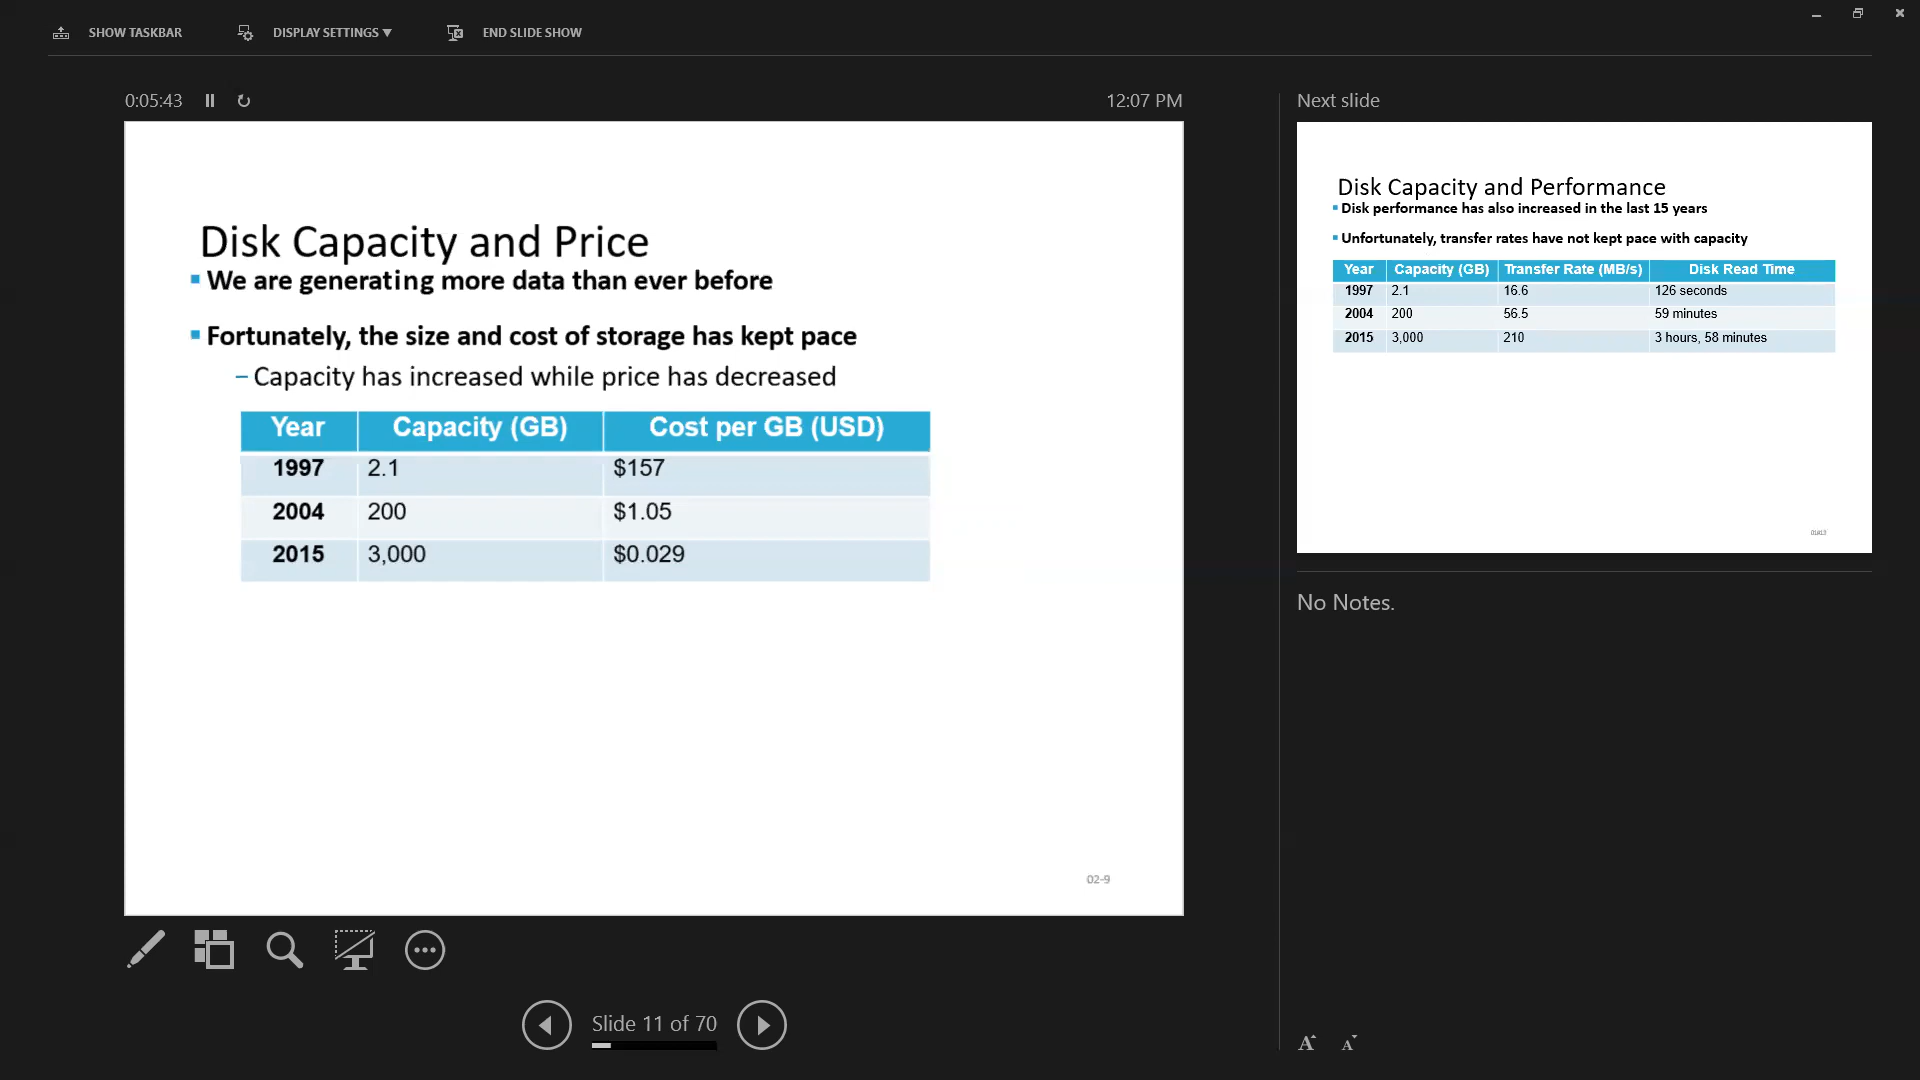 SHOW TASKBAR DISPLAY SETTINGS ▼ END SLIDE SHOW
0:05:43 12:07 PM
Disk Capacity and Price
We are generating more data than ever before
Fortunately, the size and cost of storage has kept pace
– Capacity has increased while price has decreased
Year Capacity (GB) Cost per GB (USD)
1997 2.1 $157
2004 200 $1.05
2015 3,000 $0.029
02-9
Slide 11 of 70
Next slide
Disk Capacity and Performance
Disk performance has also increased in the last 15 years
Unfortunately, transfer rates have not kept pace with capacity
Year Capacity (GB) Transfer Rate (MB/s) Disk Read Time
1997 2.1 16.6 126 seconds
2004 200 56.5 59 minutes
2015 3,000 210 3 hours, 58 minutes
No Notes.
A A